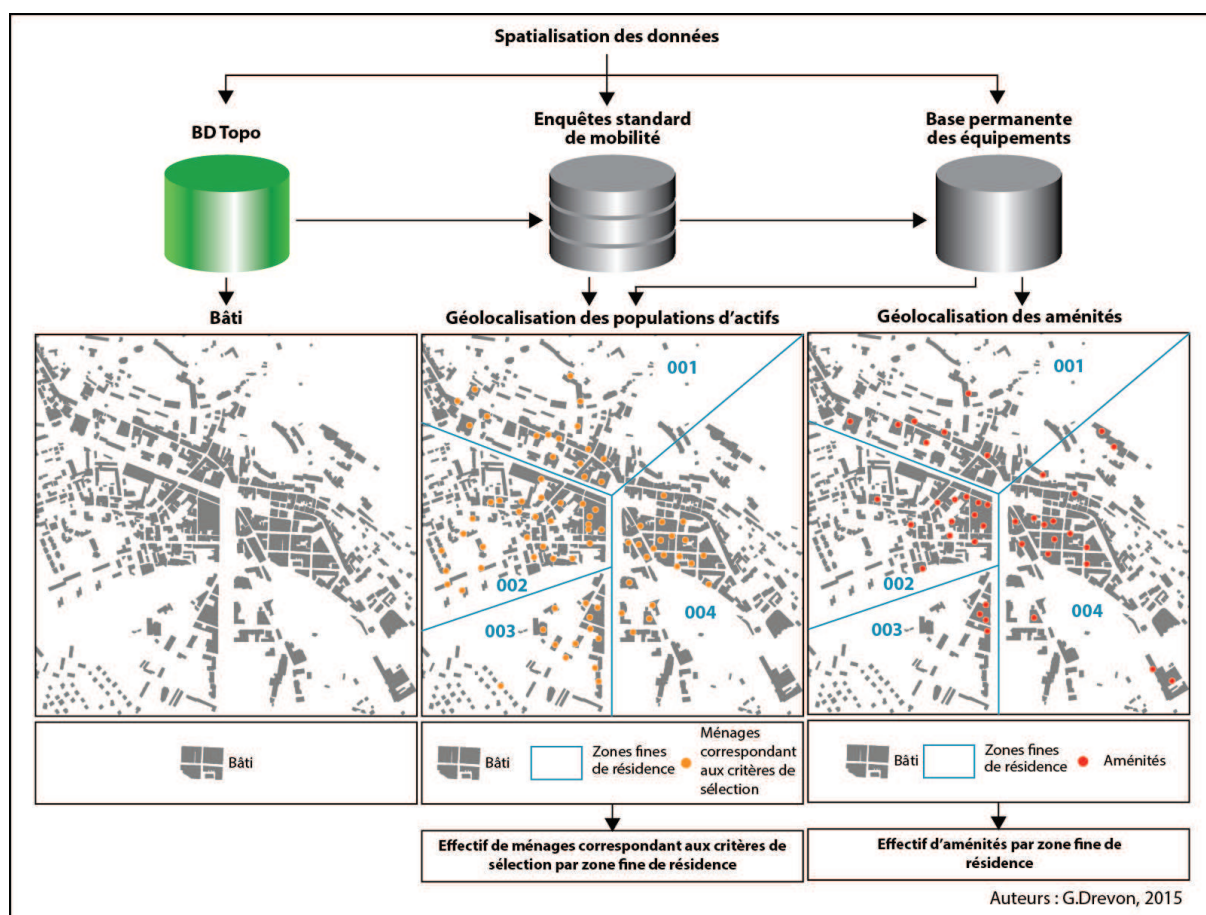 Spatialisation des données
BD Topo
Enquêtes standard
de mobilité
Base permanente
des équipements
Bâti
Géolocalisation des populations d'actifs
Géolocalisation des aménités
001
002
003
004
001
002
003
004
Bâti
Bâti
Zones fines
de résidence
Ménages
correspondant
aux critères de
sélection
Bâti
Zones fines
de résidence
Aménités
Effectif de ménages correspondant aux critères de
sélection par zone fine de résidence
Effectif d'aménités par zone fine de
résidence
Auteurs : G.Drevon, 2015